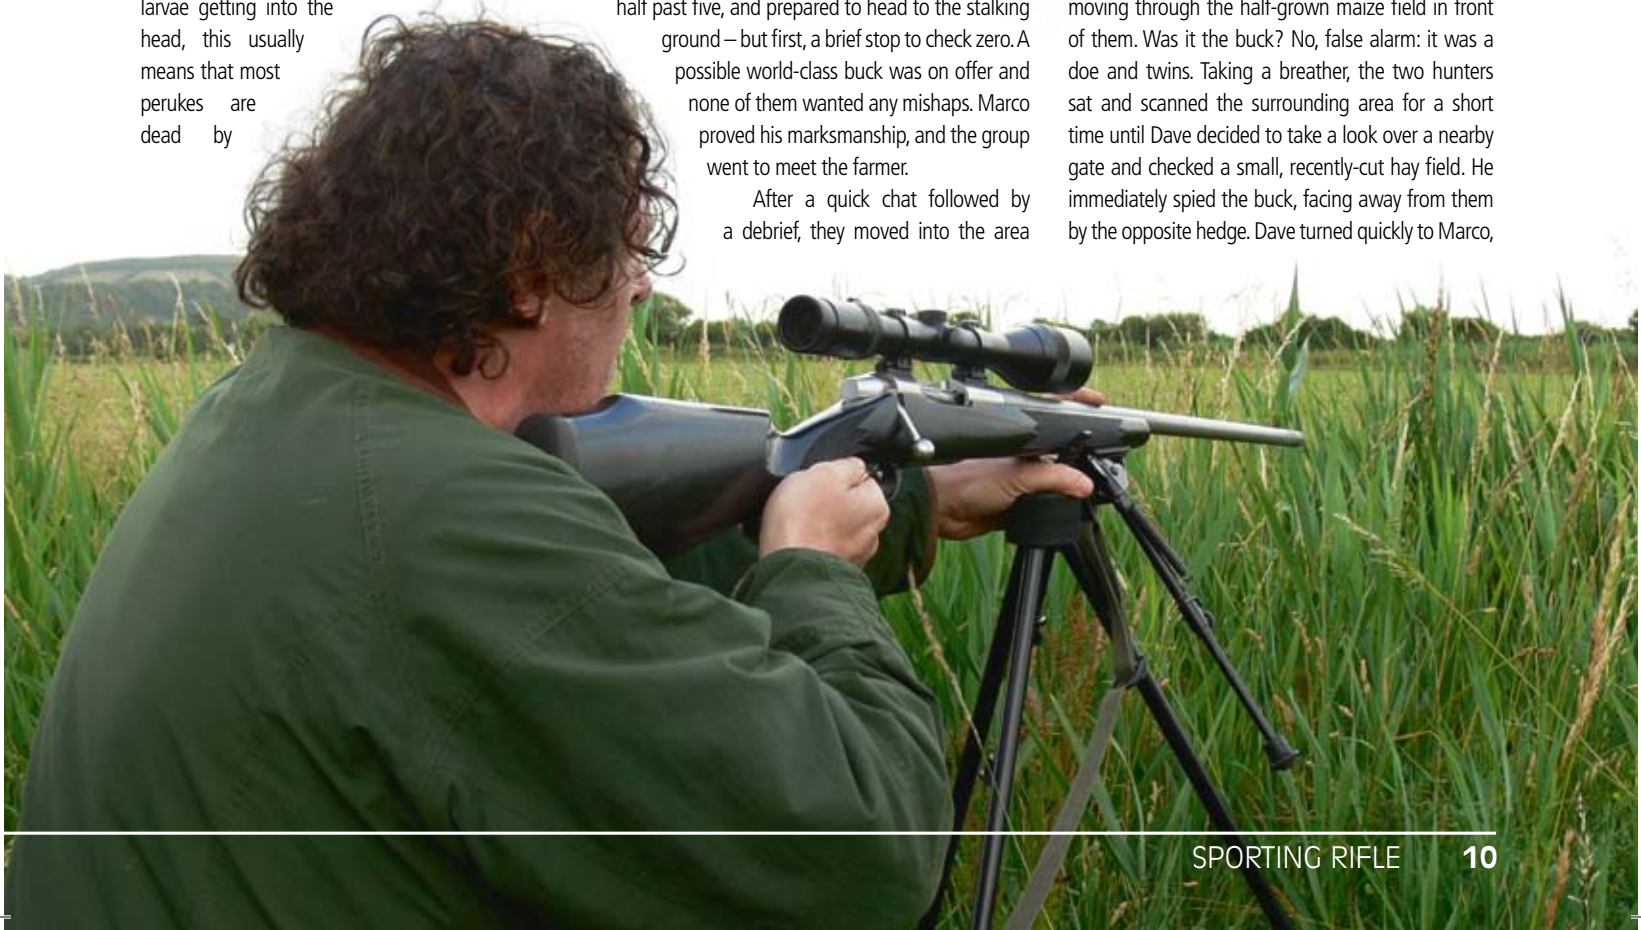 larvae getting into the
head, this usually
means that most
perukes are
dead by
half past five, and prepared to head to the stalking
ground – but first, a brief stop to check zero. A
possible world-class buck was on offer and
none of them wanted any mishaps. Marco
proved his marksmanship, and the group
went to meet the farmer.
After a quick chat followed by
a debrief, they moved into the area
moving through the half-grown maize field in front
of them. Was it the buck? No, false alarm: it was a
doe and twins. Taking a breather, the two hunters
sat and scanned the surrounding area for a short
time until Dave decided to take a look over a nearby
gate and checked a small, recently-cut hay field. He
immediately spied the buck, facing away from them
by the opposite hedge. Dave turned quickly to Marco,
SPORTING RIFLE 10